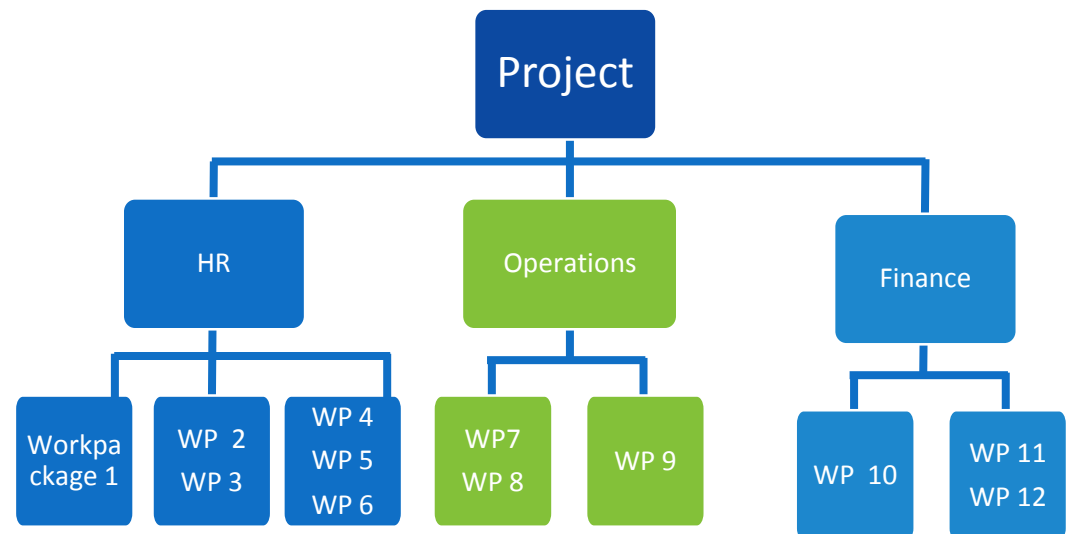 Project
HR
Operations
Finance
Workpa
ckage 1
WP 2
WP 3
WP 4
WP 5
WP 6
WP7
WP 8
WP 9
WP 10
WP 11
WP 12